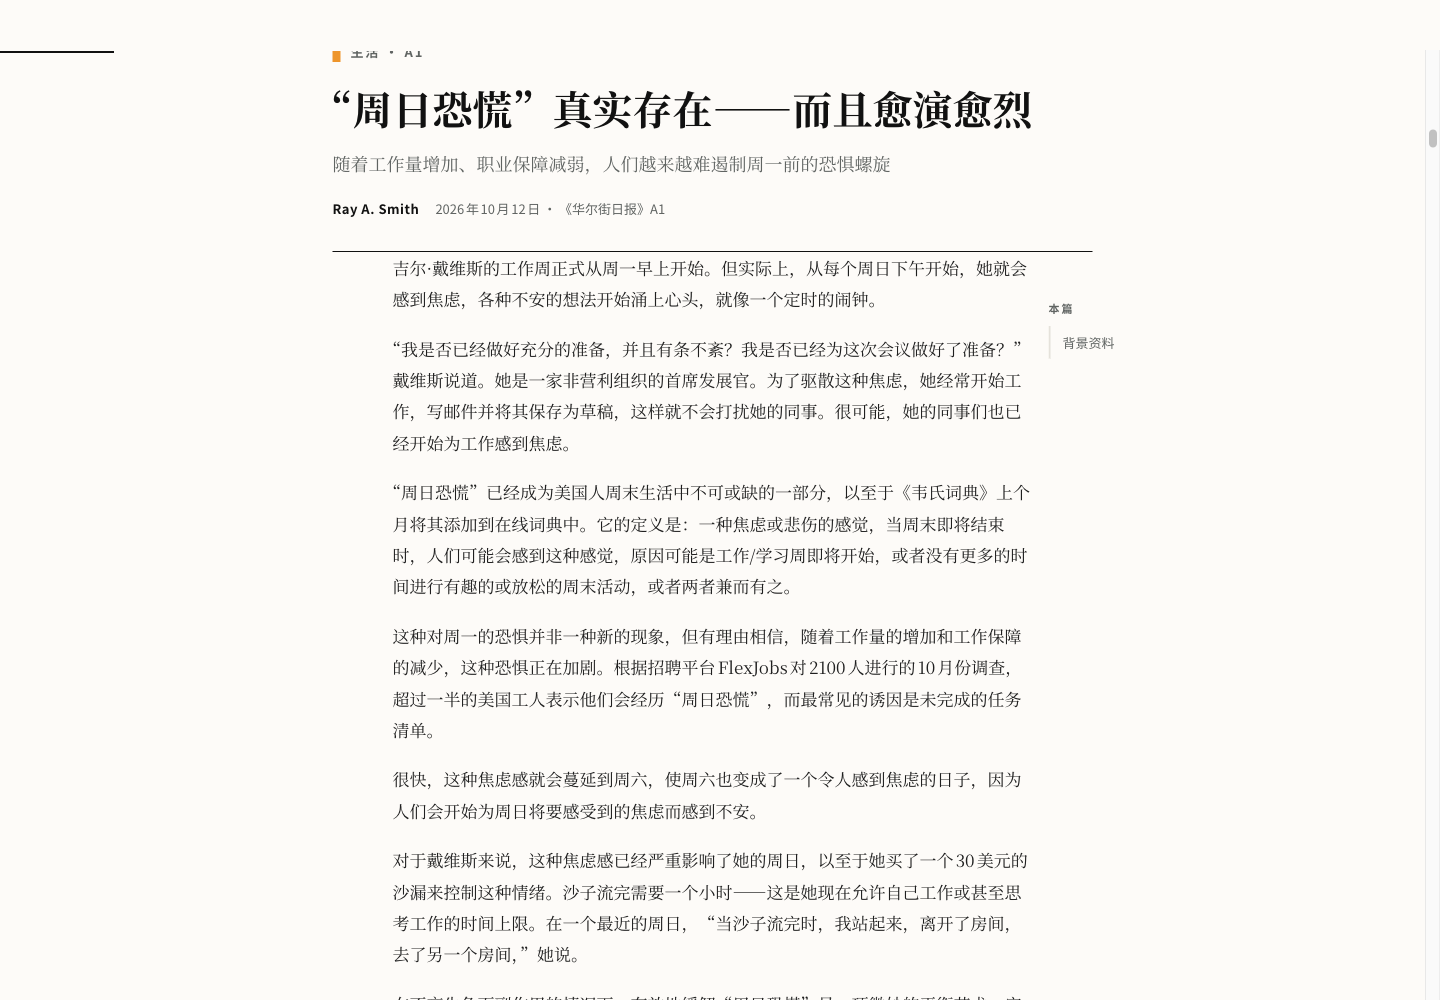 生活 · A1
“周日恐慌”真实存在——而且愈演愈烈
随着工作量增加、职业保障减弱，人们越来越难遏制周一前的恐惧螺旋
Ray A. Smith 2026年10月12日 · 《华尔街日报》A1
吉尔·戴维斯的工作周正式从周一早上开始。但实际上，从每个周日下午开始，她就会
感到焦虑，各种不安的想法开始涌上心头，就像一个定时的闹钟。
本篇
背景资料
“我是否已经做好充分的准备，并且有条不紊？我是否已经为这次会议做好了准备？”
戴维斯说道。她是一家非营利组织的首席发展官。为了驱散这种焦虑，她经常开始工
作，写邮件并将其保存为草稿，这样就不会打扰她的同事。很可能，她的同事们也已
经开始为工作感到焦虑。
“周日恐慌”已经成为美国人周末生活中不可或缺的一部分，以至于《韦氏词典》上个
月将其添加到在线词典中。它的定义是：一种焦虑或悲伤的感觉，当周末即将结束
时，人们可能会感到这种感觉，原因可能是工作/学习周即将开始，或者没有更多的时
间进行有趣的或放松的周末活动，或者两者兼而有之。
这种对周一的恐惧并非一种新的现象，但有理由相信，随着工作量的增加和工作保障
的减少，这种恐惧正在加剧。根据招聘平台 FlexJobs 对 2100 人进行的 10 月份调查，
超过一半的美国工人表示他们会经历“周日恐慌”，而最常见的诱因是未完成的任务
清单。
很快，这种焦虑感就会蔓延到周六，使周六也变成了一个令人感到焦虑的日子，因为
人们会开始为周日将要感受到的焦虑而感到不安。
对于戴维斯来说，这种焦虑感已经严重影响了她的周日，以至于她买了一个 30 美元的
沙漏来控制这种情绪。沙子流完需要一个小时——这是她现在允许自己工作或甚至思
考工作的时间上限。在一个最近的周日，“当沙子流完时，我站起来，离开了房间，
去了另一个房间，”她说。